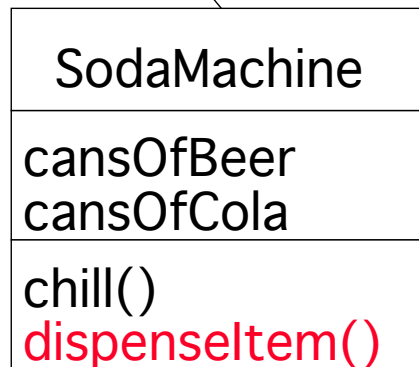 SodaMachine
cansOfBeer
cansOfCola
chill()
dispenseItem()